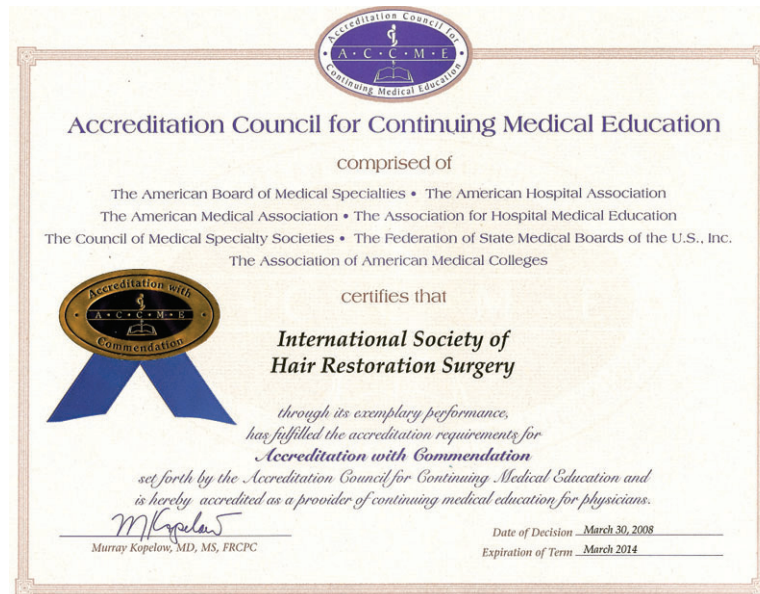 Accreditation Council for
A • C • C • M • E
Continuing Medical Education
Accreditation Council for Continuing Medical Education
comprised of
The American Board of Medical Specialties • The American Hospital Association
The American Medical Association • The Association for Hospital Medical Education
The Council of Medical Specialty Societies • The Federation of State Medical Boards of the U.S., Inc.
The Association of American Medical Colleges
Accreditation with
A • C • C • M • E
Commendation
certifies that
International Society of
Hair Restoration Surgery
through its exemplary performance,
has fulfilled the accreditation requirements for
Accreditation with Commendation
set forth by the Accreditation Council for Continuing Medical Education and
is hereby accredited as a provider of continuing medical education for physicians.
MKopelow
Murray Kopelow, MD, MS, FRCPC
Date of Decision March 30, 2008
Expiration of Term March 2014